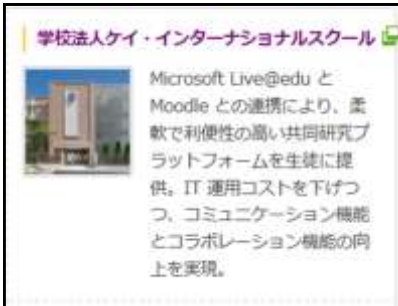 学校法人ケイ・インターナショナルスクール
Microsoft Live@edu と
Moodle との連携により、柔
軟で利便性の高い共同研究プ
ラットフォームを生徒に提
供。IT 運用コストを下げつ
つ、コミュニケーション機能
とコラボレーション機能の向
上を実現。